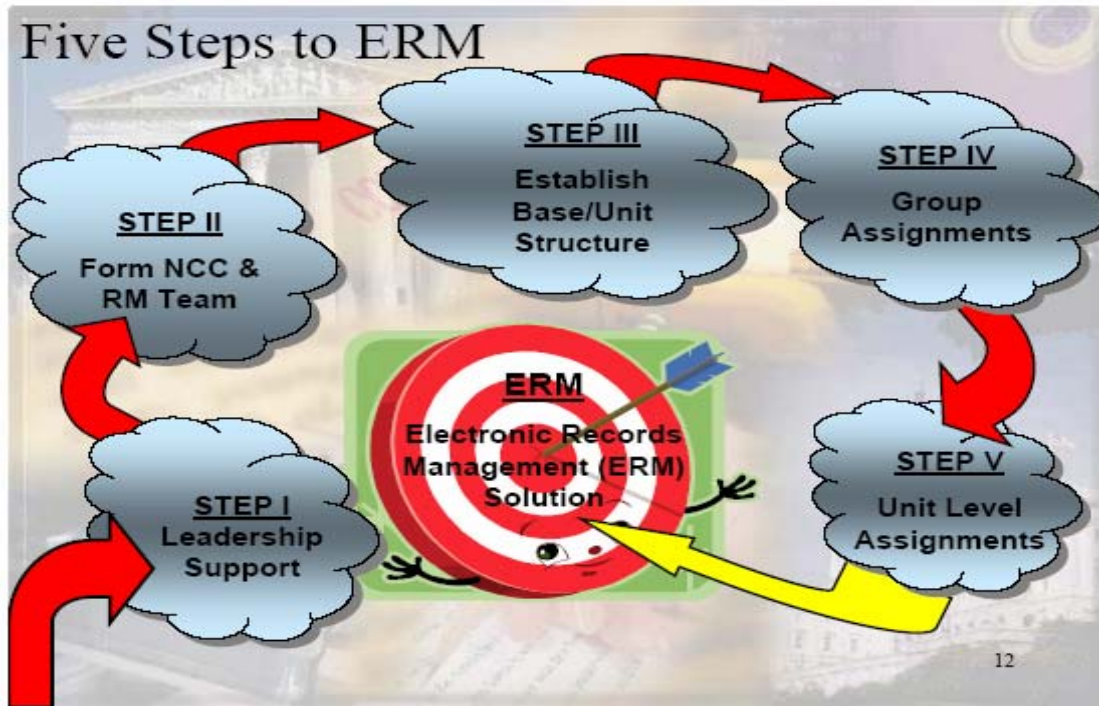 Five Steps to ERM
STEP I
Leadership
Support
STEP II
Form NCC &
RM Team
STEP III
Establish
Base/Unit
Structure
STEP IV
Group
Assignments
STEP V
Unit Level
Assignments
ERM
Electronic Records
Management (ERM)
Solution
12